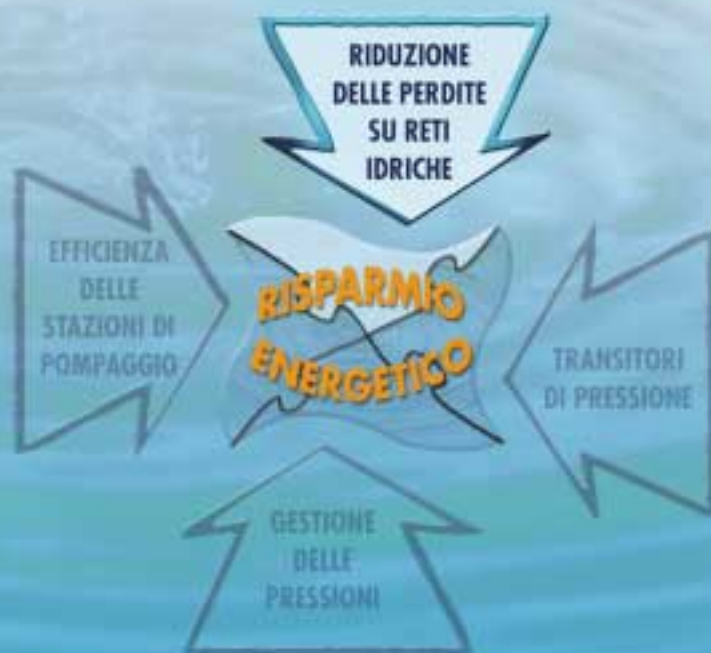 RIDUZIONE
DELLE PERDITE
SU RETI
IDRICHE
EFFICIENZA
DELLE
STAZIONI DI
POMPAGGIO
RISPARMIO
ENERGETICO
TRANSITORI
DI PRESSIONE
GESTIONE
DELLE
PRESSIONI